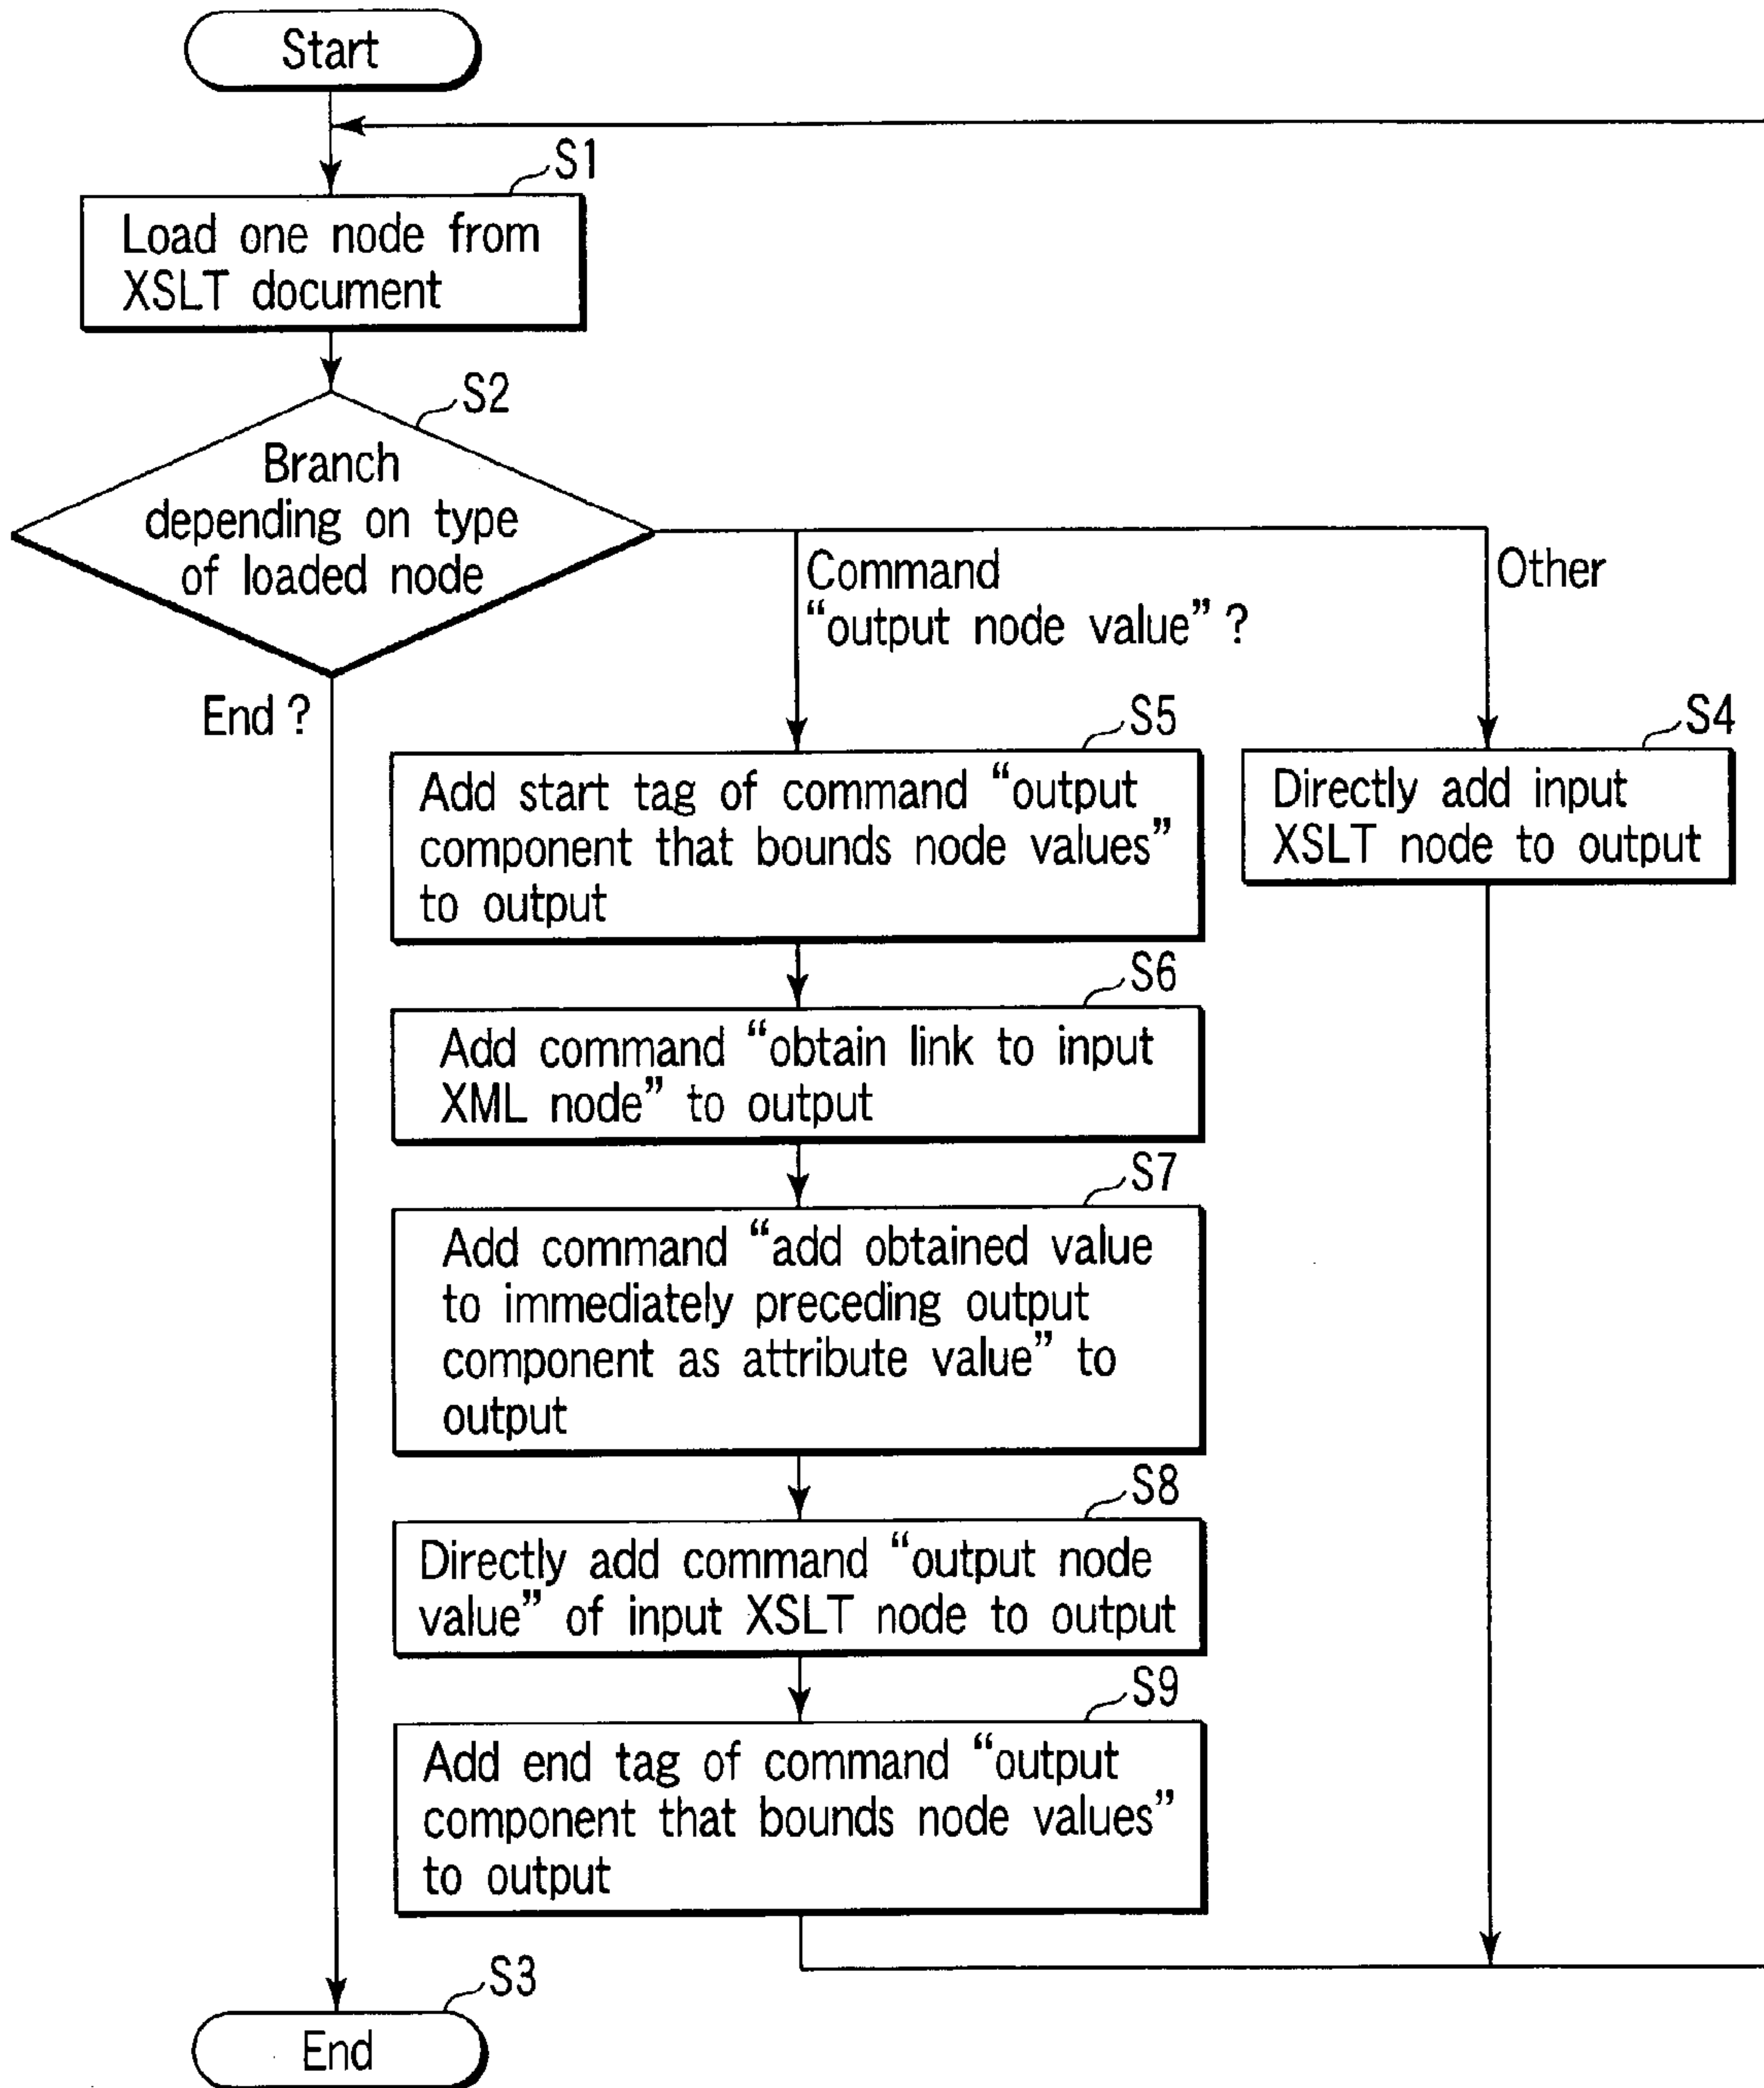 Start
S1
Load one node from
XSLT document
S2
Branch
depending on type
of loaded node
Command
“output node value” ?
Other
End ?
S5
Add start tag of command “output
component that bounds node values”
to output
S4
Directly add input
XSLT node to output
S6
Add command “obtain link to input
XML node” to output
S7
Add command “add obtained value
to immediately preceding output
component as attribute value” to
output
S8
Directly add command “output node
value” of input XSLT node to output
S9
Add end tag of command “output
component that bounds node values”
to output
S3
End